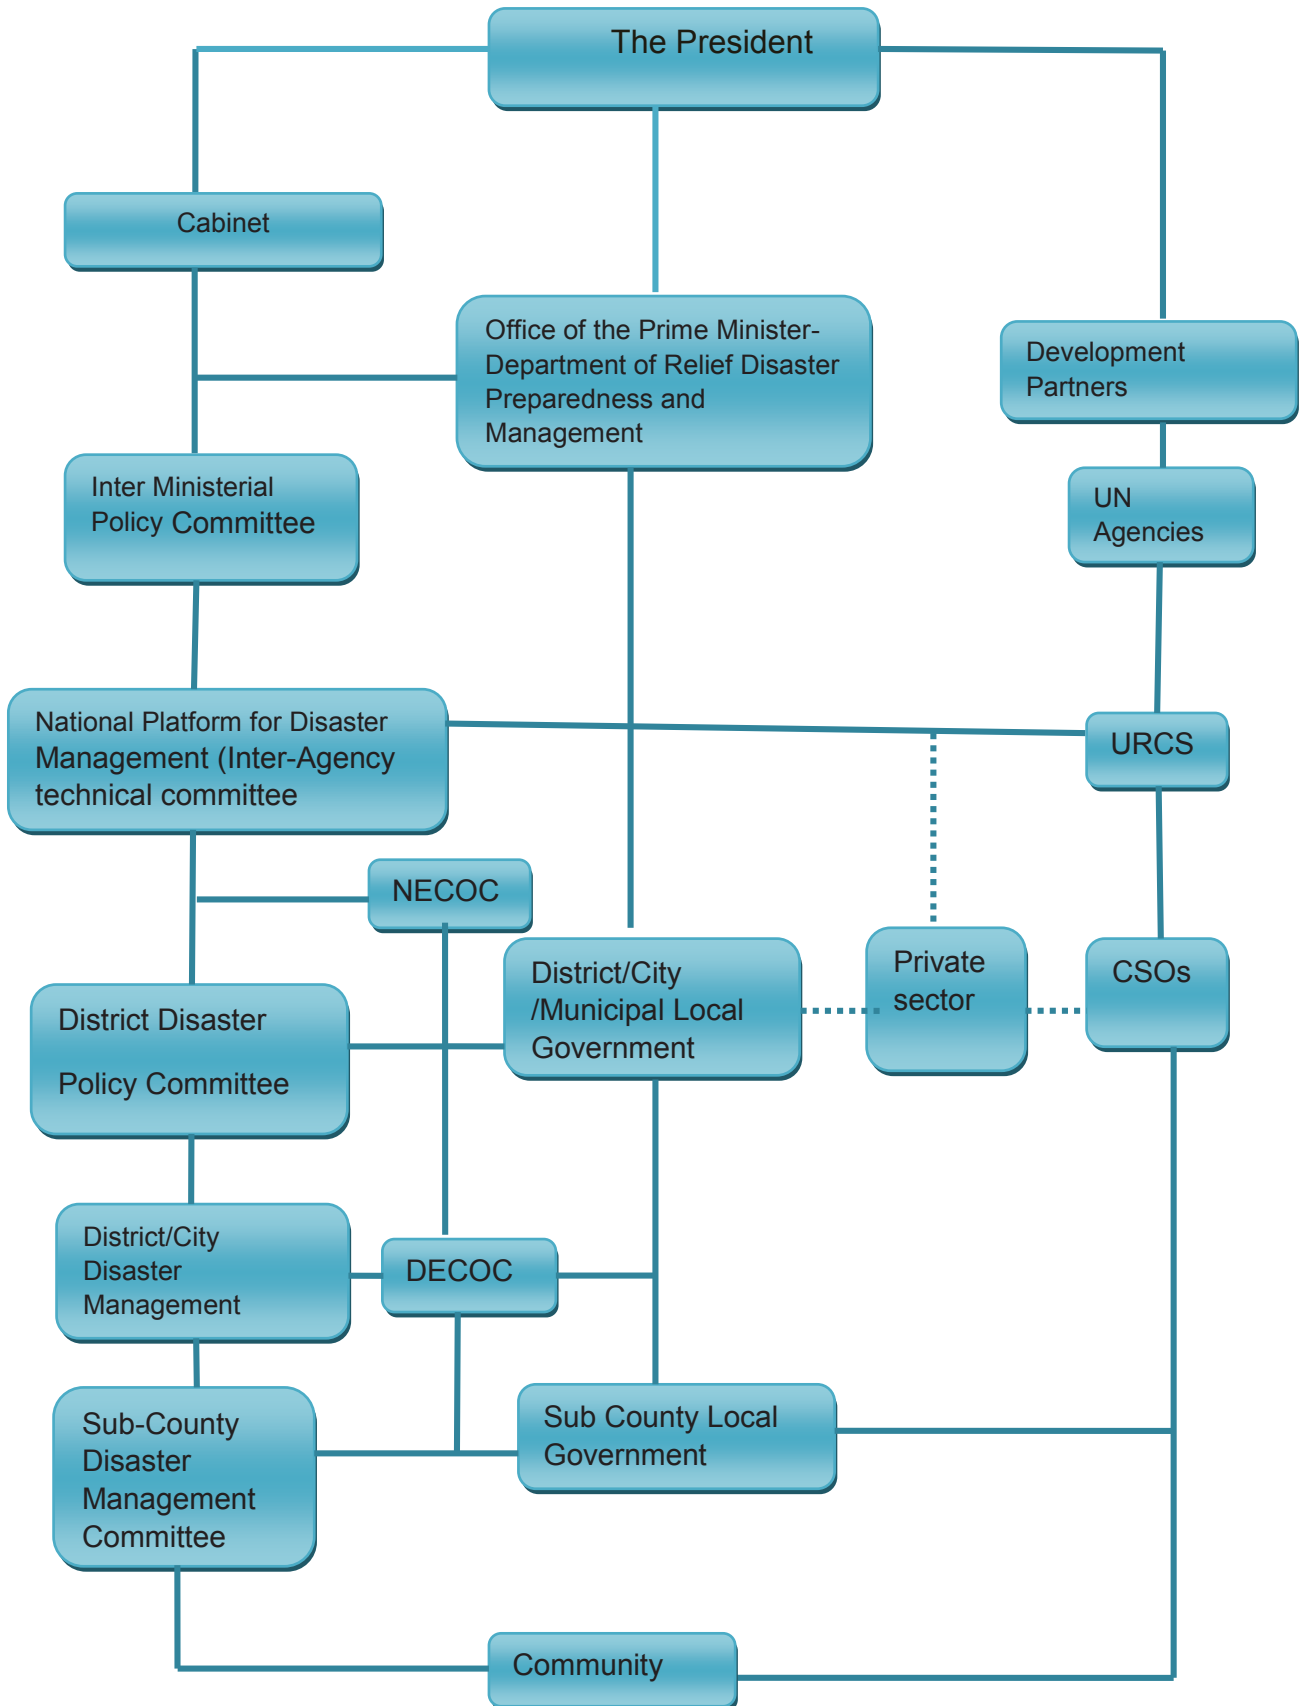 The President
Cabinet
Office of the Prime Minister-
Department of Relief Disaster
Preparedness and
Management
Development
Partners
Inter Ministerial
Policy Committee
UN
Agencies
National Platform for Disaster
Management (Inter-Agency
technical committee
URCS
NECOC
District/City
/Municipal Local
Government
Private
sector
CSOs
District Disaster
Policy Committee
District/City
Disaster
Management
DECOC
Sub-County
Disaster
Management
Committee
Sub County Local
Government
Community